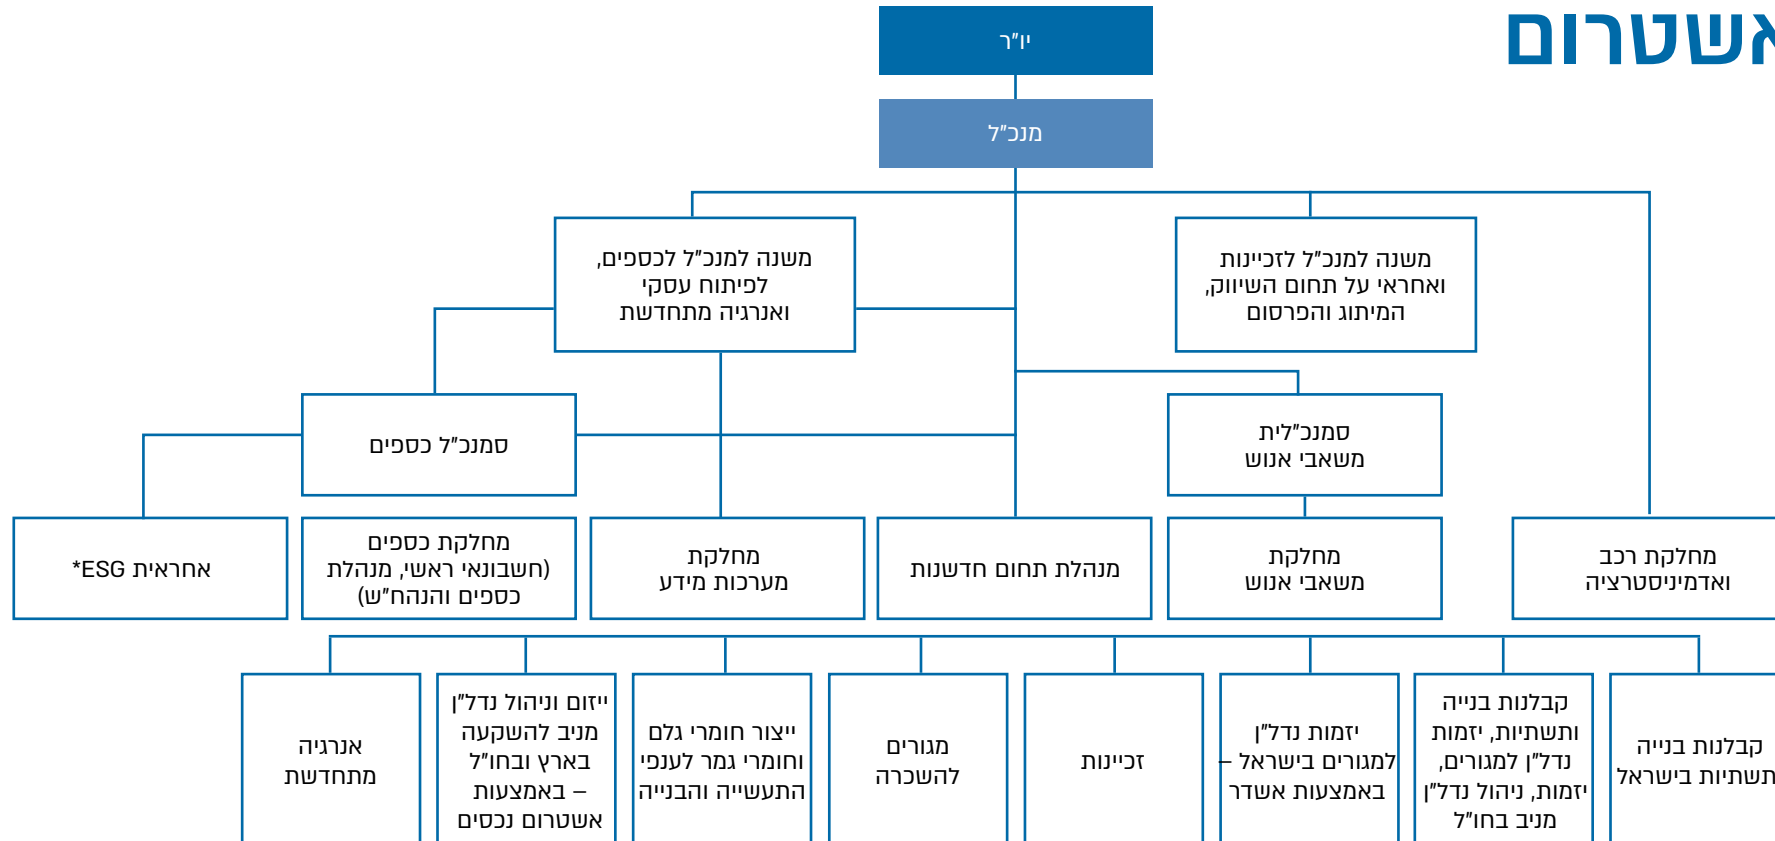 אשטרום
יו"ר
מנכ"ל
משנה למנכ"ל לזכיינות
ואחראי על תחום השיווק,
המיתוג והפרסום
משנה למנכ"ל לכספים,
לפיתוח עסקי
ואנרגיה מתחדשת
סמנכ"לית
משאבי אנוש
סמנכ"ל כספים
מחלקת רכב
ואדמיניסטרציה
מחלקת
משאבי אנוש
מנהלת תחום חדשנות
מחלקת
מערכות מידע
מחלקת כספים
(חשבונאי ראשי, מנהלת
כספים והנהח"ש)
אחראית ESG*
קבלנות בנייה
תשתיות בישראל
קבלנות בנייה
ותשתיות, יזמות
נדל"ן למגורים,
יזמות, ניהול נדל"ן
מניב בחו"ל
יזמות נדל"ן
למגורים בישראל –
באמצעות אשדר
זכיינות
מגורים
להשכרה
ייצור חומרי גלם
וחומרי גמר לענפי
התעשייה והבנייה
ייזום וניהול נדל"ן
מניב להשקעה
בארץ ובחו"ל
– באמצעות
אשטרום נכסים
אנרגיה
מתחדשת